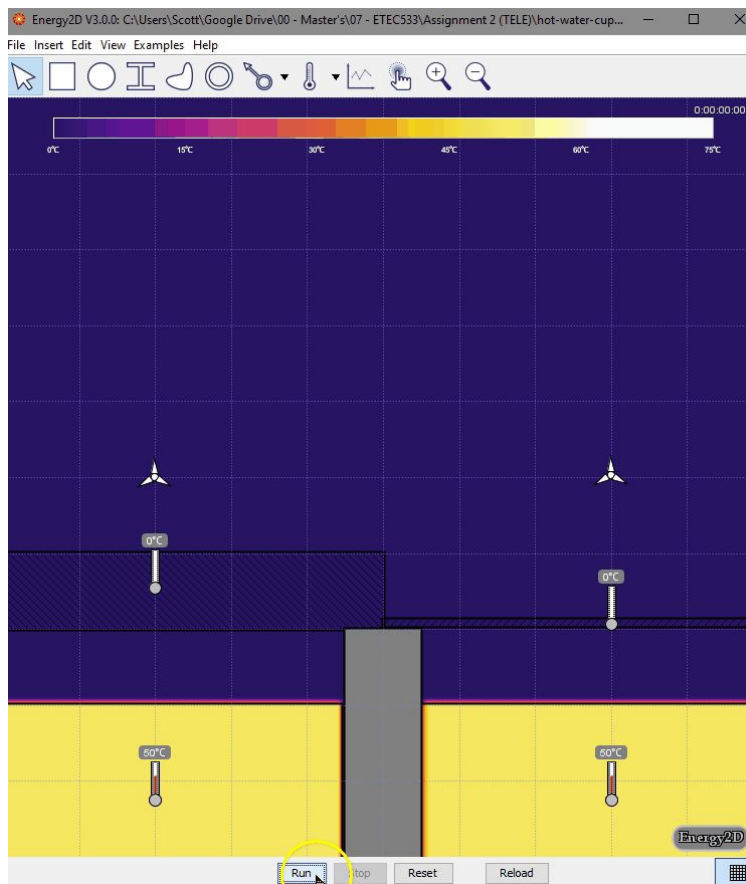 Energy2D V3.0.0: C:\Users\Scott\Google Drive\00 - Master's\07 - ETEC533\Assignment 2 (TELE)\hot-water-cup...
File Insert Edit View Examples Help
0:00:00:00
0°C 15°C 30°C 45°C 60°C 75°C
0°C
0°C
50°C 50°C
Energy2D
Run Stop Reset Reload